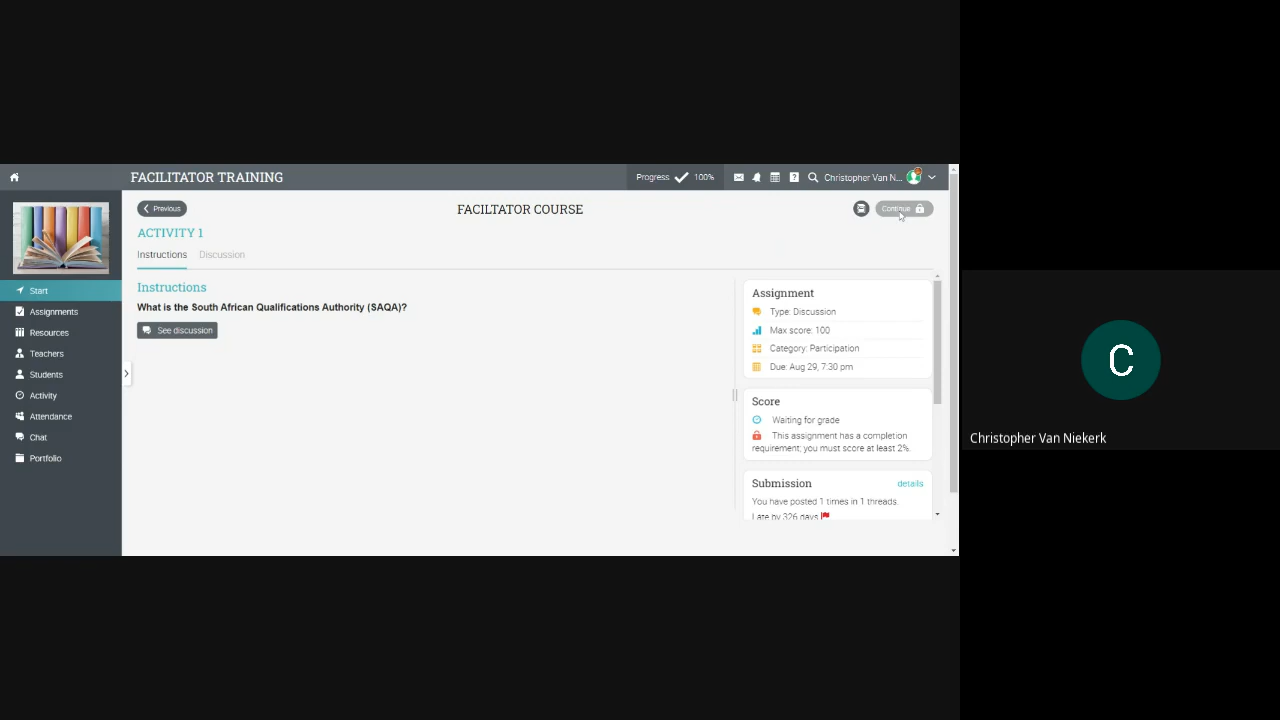 FACILITATOR TRAINING
Progress 100%
Christopher Van N...
Previous
FACILTATOR COURSE
Continue
ACTIVITY 1
Instructions Discussion
Start
Assignments
Resources
Teachers
Students
Activity
Attendance
Chat
Portfolio
Instructions
What is the South African Qualifications Authority (SAQA)?
See discussion
Assignment
Type: Discussion
Max score: 100
Category: Participation
Due: Aug 29, 7:30 pm
Score
Waiting for grade
This assignment has a completion
requirement; you must score at least 2%.
Submission details
You have posted 1 times in 1 threads.
Late by 326 days
C
Christopher Van Niekerk